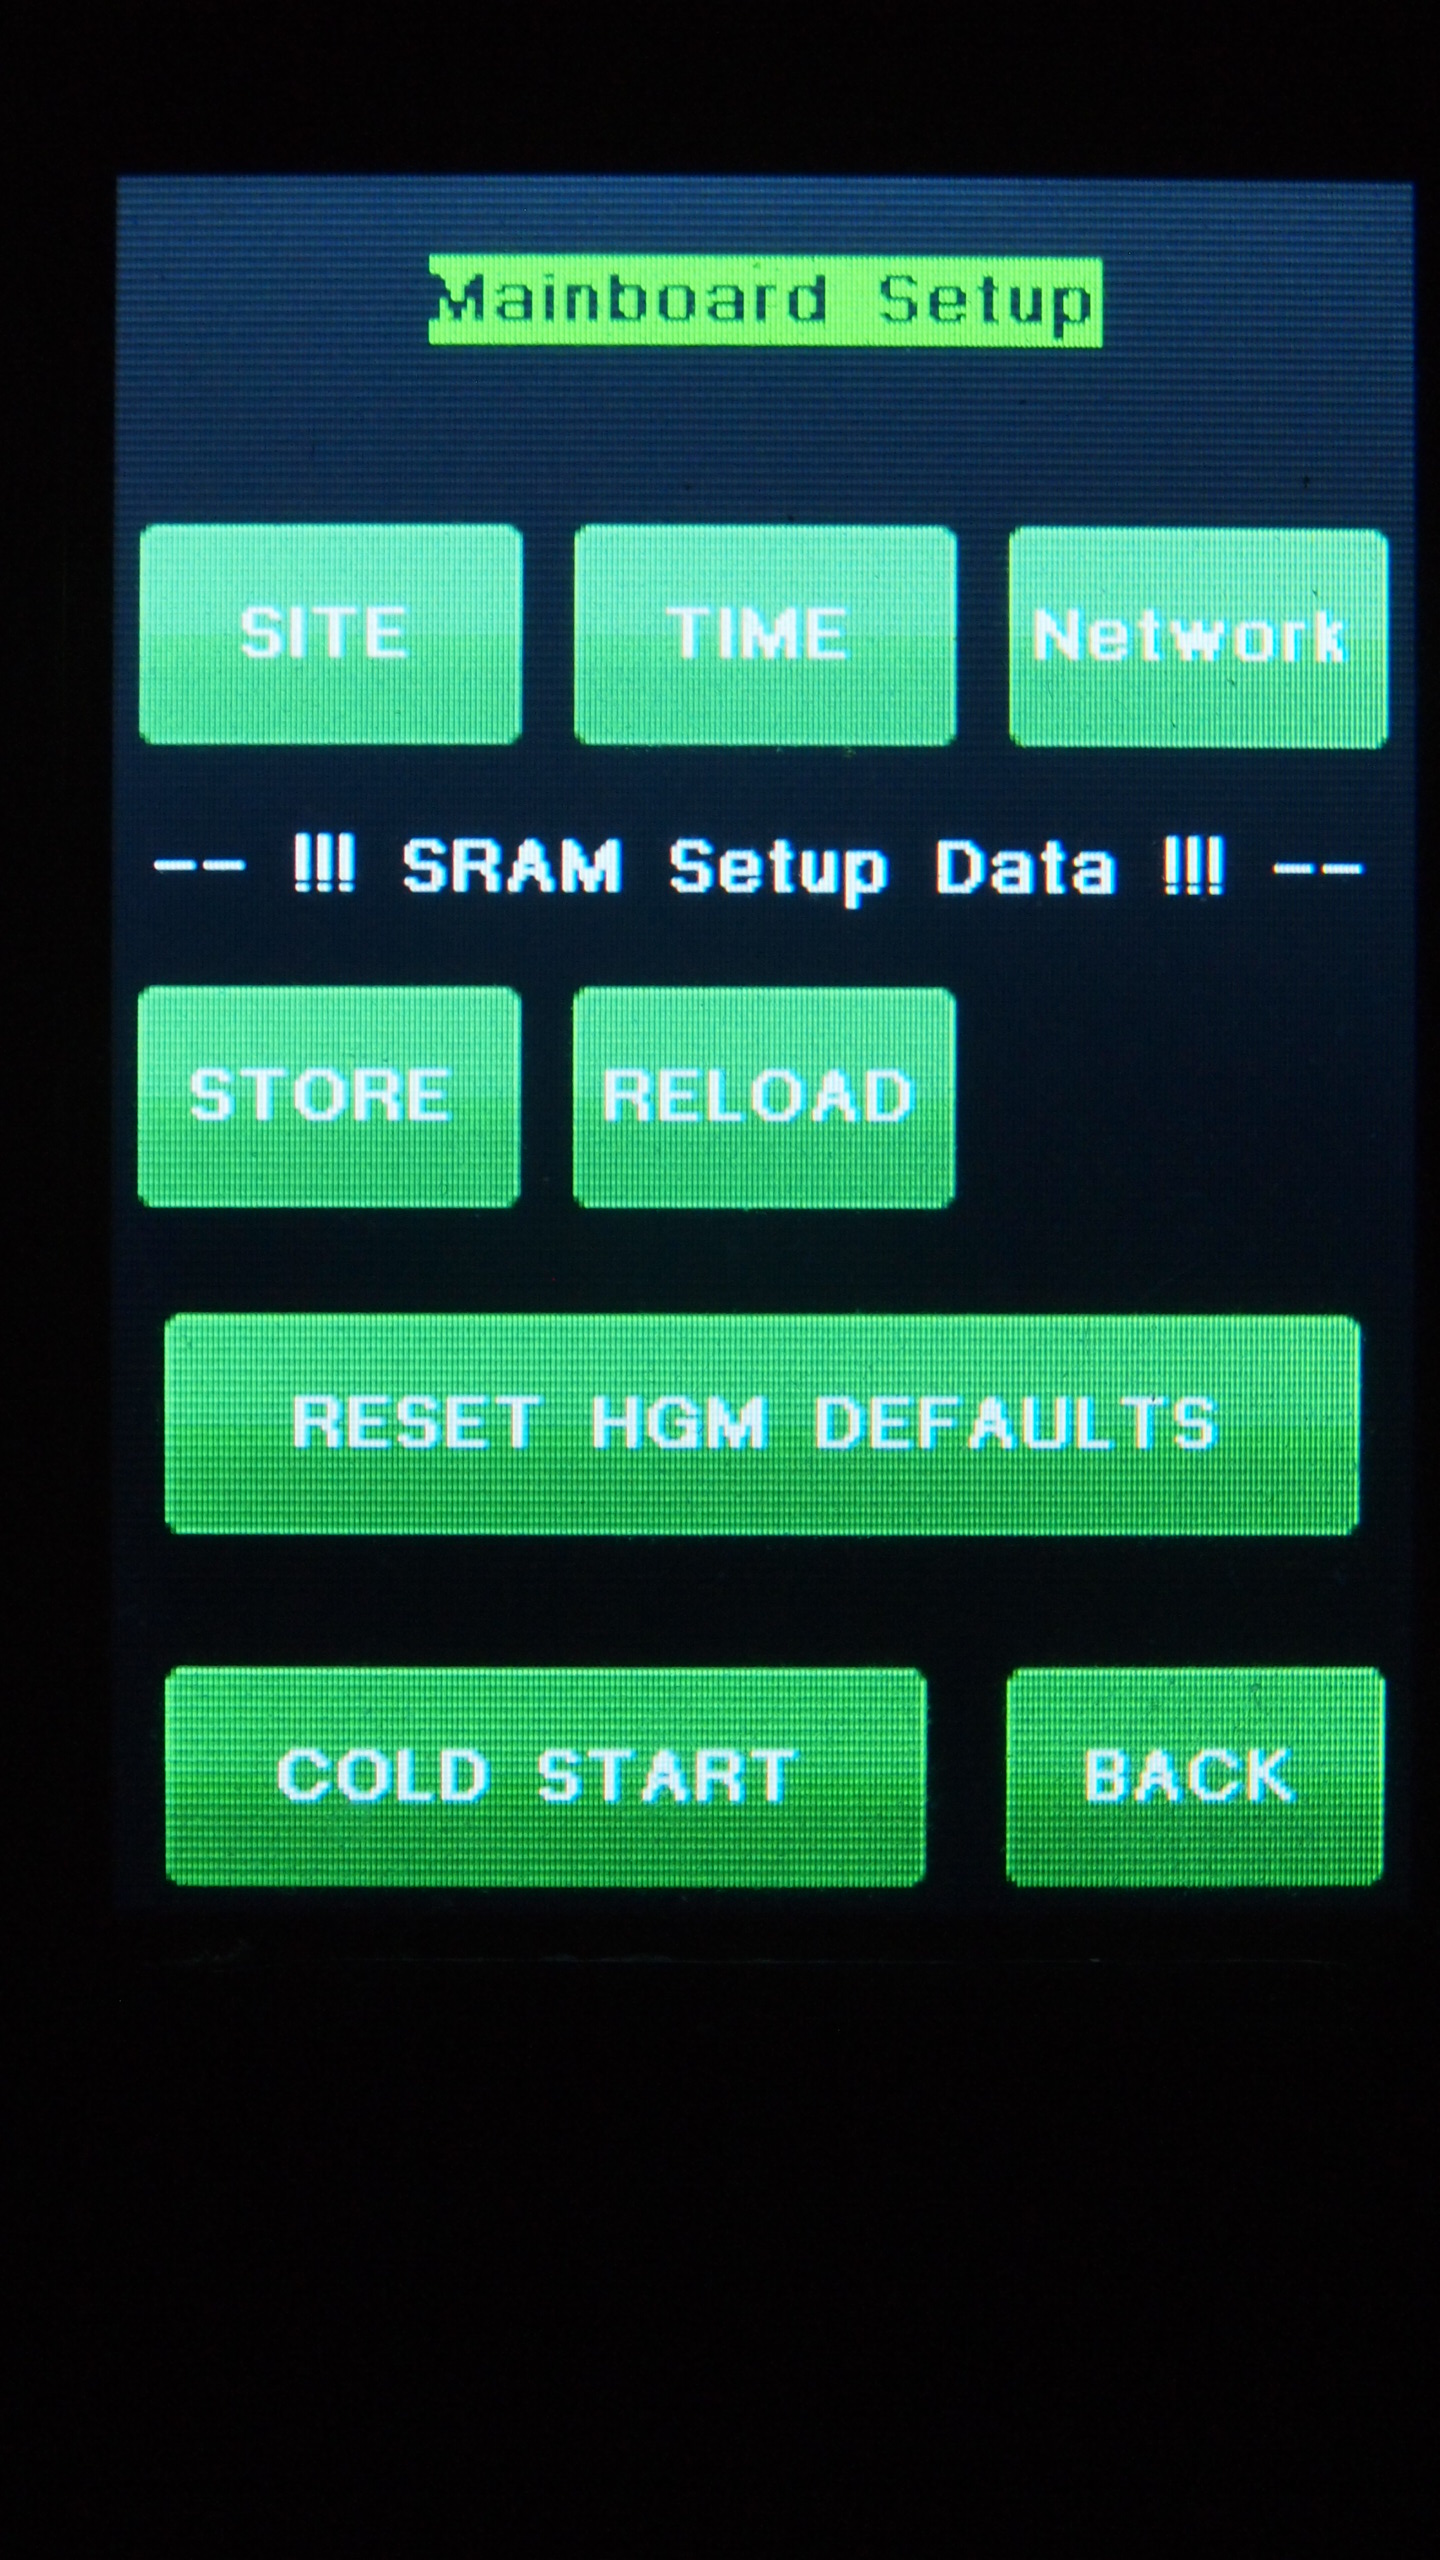 Mainboard Setup
SITE TIME Network
-- !!! SRAM Setup Data !!! --
STORE RELOAD
RESET HGM DEFAULTS
COLD START BACK